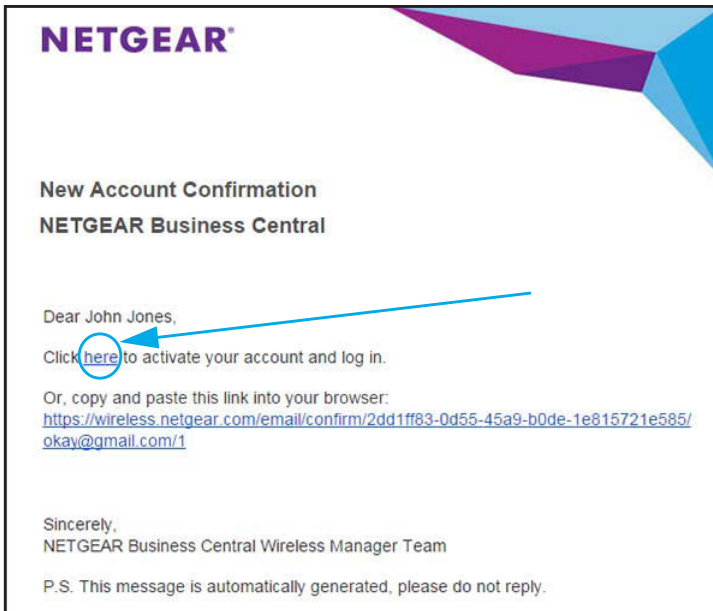 NETGEAR®
New Account Confirmation
NETGEAR Business Central
Dear John Jones,
Click here to activate your account and log in.
Or, copy and paste this link into your browser:
https://wireless.netgear.com/email/confirm/2dd1ff83-0d55-45a9-b0de-1e815721e585/
okay@gmail.com/1
Sincerely,
NETGEAR Business Central Wireless Manager Team
P.S. This message is automatically generated, please do not reply.